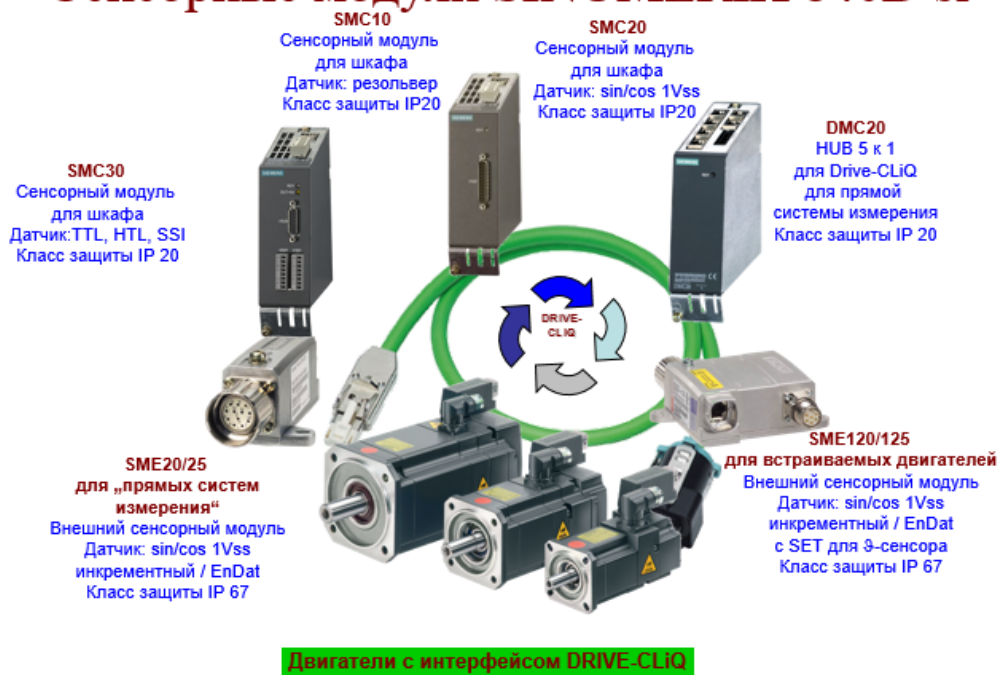 Сенсорные модули SINUMERIK 840D sl
SMC10
Сенсорный модуль
для шкафа
Датчик: резольвер
Класс защиты IP20
SMC20
Сенсорный модуль
для шкафа
Датчик: sin/cos 1Vss
Класс защиты IP20
DMC20
HUB 5 к 1
для Drive-CLiQ
для прямой
системы измерения
Класс защиты IP 20
SMC30
Сенсорный модуль
для шкафа
Датчик:TTL, HTL, SSI
Класс защиты IP 20
DRIVE-
CLIQ
SME20/25
для „прямых систем
измерения“
Внешний сенсорный модуль
Датчик: sin/cos 1Vss
инкрементный / EnDat
Класс защиты IP 67
SME120/125
для встраиваемых двигателей
Внешний сенсорный модуль
Датчик: sin/cos 1Vss
инкрементный / EnDat
с SET для ϑ-сенсора
Класс защиты IP 67
Двигатели с интерфейсом DRIVE-CLiQ